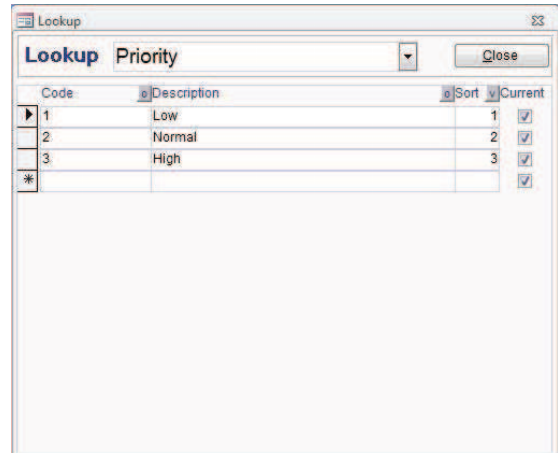 Lookup
Lookup Priority Close
Code o Description o Sort v Current
1 Low 1
2 Normal 2
3 High 3
*